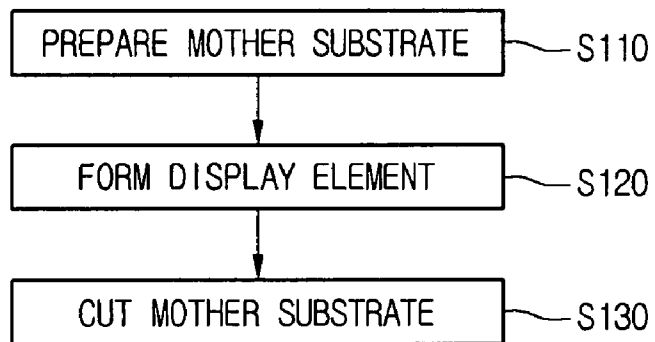 PREPARE MOTHER SUBSTRATE S110
FORM DISPLAY ELEMENT S120
CUT MOTHER SUBSTRATE S130